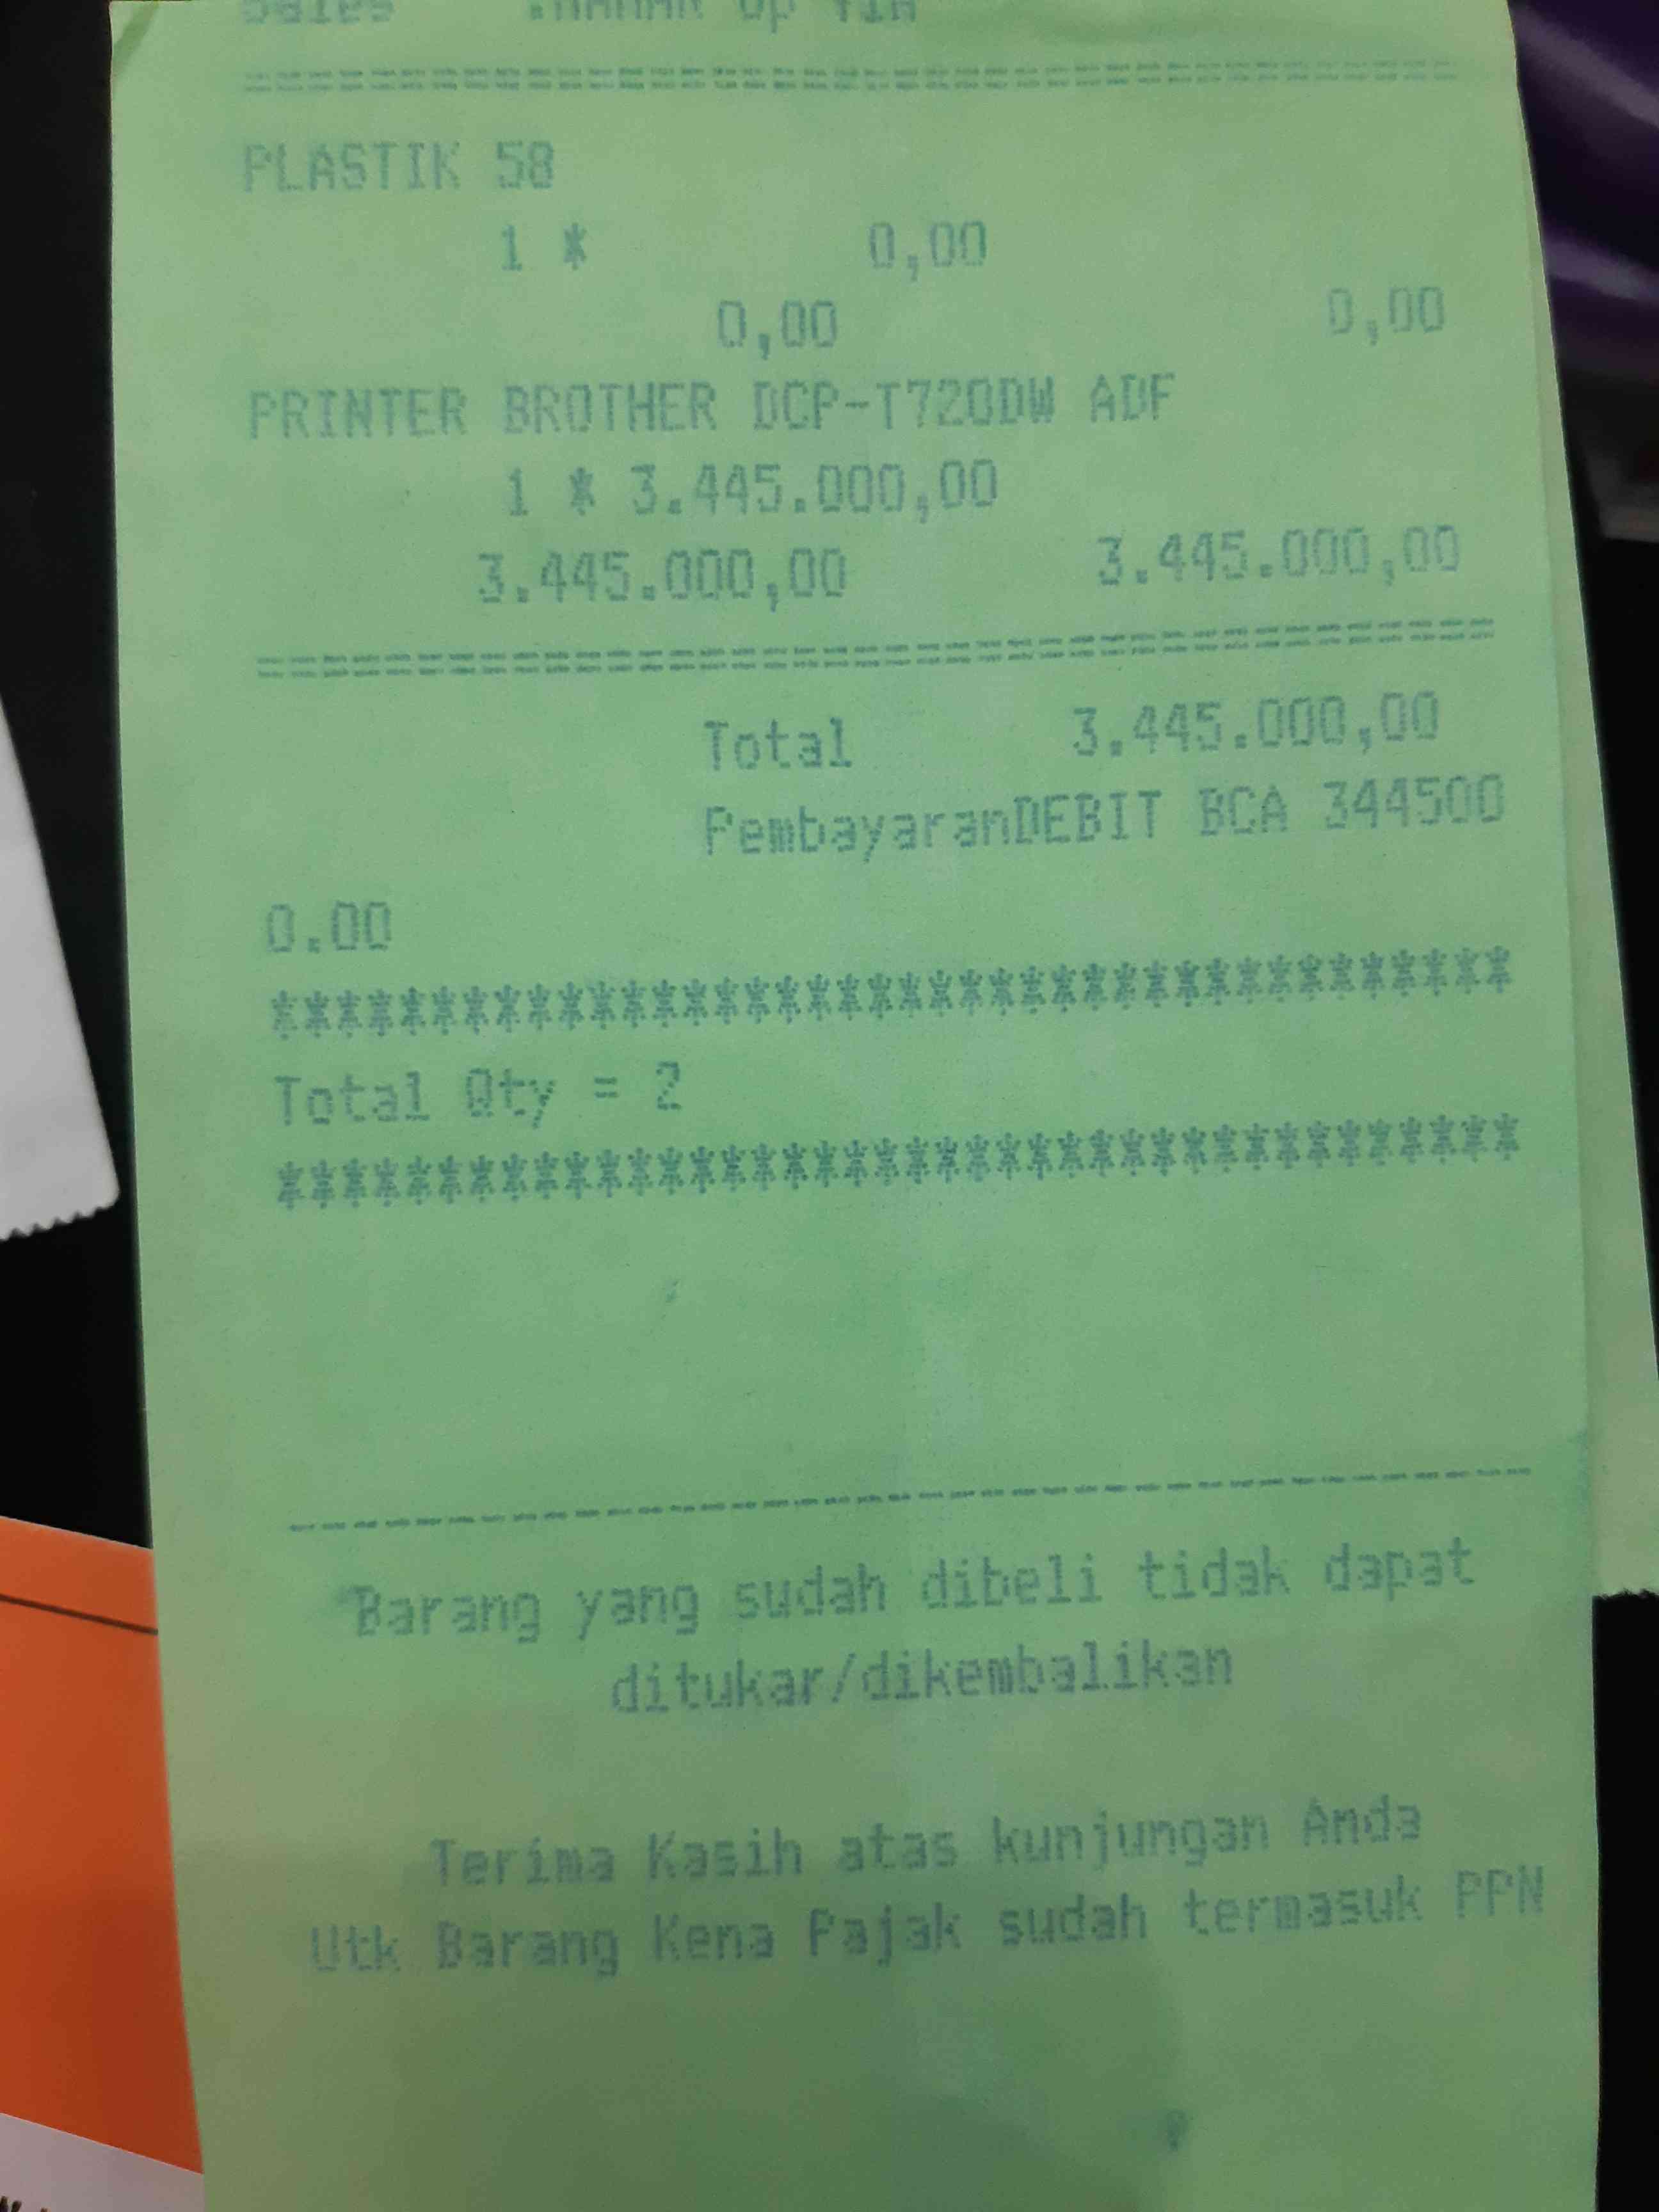 Sales
PLASTIK 58
1 * 0,00
0,00 0,00
PRINTER BROTHER DCP-T720DW ADF
1 * 3.445.000,00
3.445.000,00 3.445.000,00
Total 3.445.000,00
PembayaranDEBIT BCA 344500
0.00
****************************************
Total Qty = 2
****************************************
Barang yang sudah dibeli tidak dapat
ditukar/dikembalikan
Terima Kasih atas kunjungan Anda
Utk Barang Kena Pajak sudah termasuk PPN